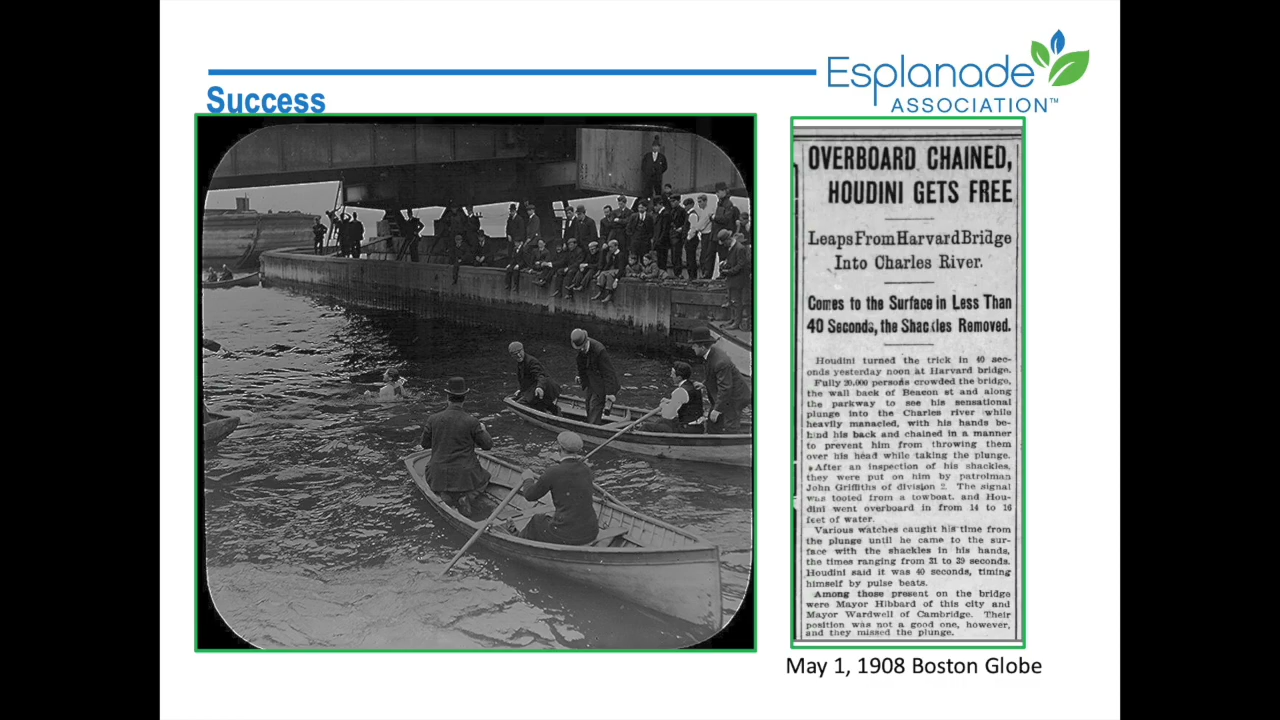 Esplanade
ASSOCIATION™
Success
OVERBOARD CHAINED,
HOUDINI GETS FREE
Leaps From Harvard Bridge
Into Charles River.
Comes to the Surface in Less Than
40 Seconds, the Shackles Removed.
Houdini turned the trick in 40 sec-
onds yesterday noon at Harvard bridge.
Fully 20,000 persons crowded the bridge,
the wall back of Beacon st and along
the parkway to see his sensational
plunge into the Charles river while
heavily manacled, with his hands be-
hind his back and chained in a manner
to prevent him from throwing them
over his head while taking the plunge.
After an inspection of his shackles,
they were put on him by patrolman
John Griffiths of division 2. The signal
was tooted from a towboat, and Hou-
dini went overboard in from 14 to 16
feet of water.
Various watches caught his time from
the plunge until he came to the sur-
face with the shackles in his hands,
the times ranging from 31 to 39 seconds.
Houdini said it was 40 seconds, timing
himself by pulse beats.
Among those present on the bridge
were Mayor Hibbard of this city and
Mayor Wardwell of Cambridge. Their
position was not a good one, however,
and they missed the plunge.
May 1, 1908 Boston Globe